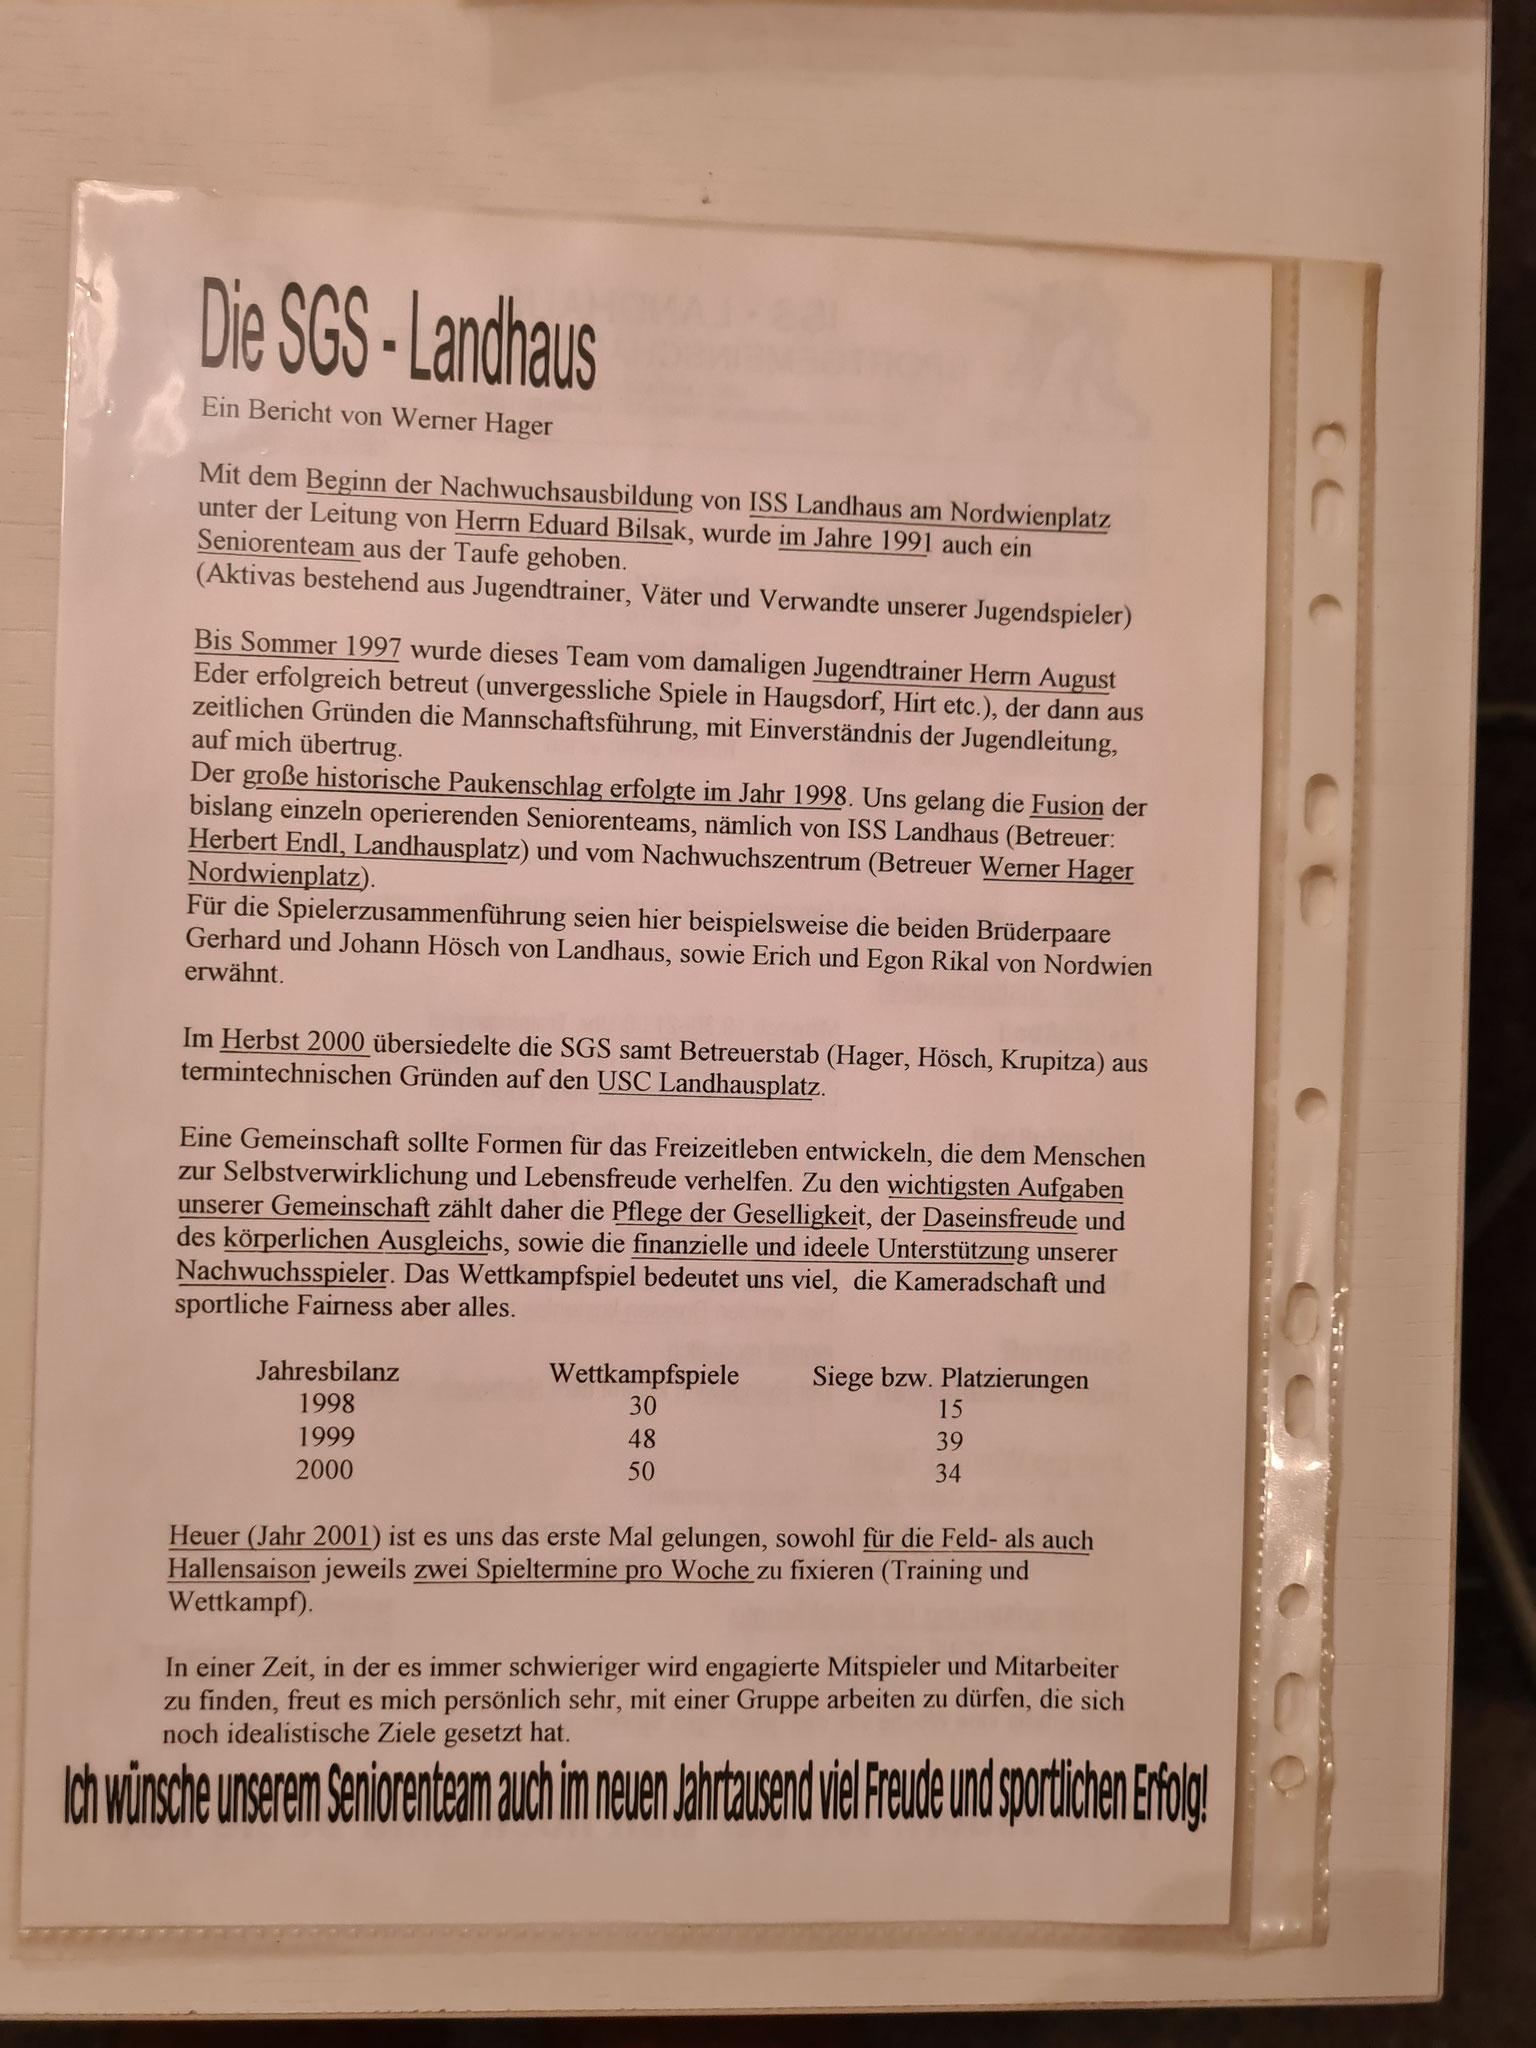 Die SGS - Landhaus
Ein Bericht von Werner Hager
Mit dem Beginn der Nachwuchsausbildung von ISS Landhaus am Nordwienplatz
unter der Leitung von Herrn Eduard Bilsak, wurde im Jahre 1991 auch ein
Seniorenteam aus der Taufe gehoben.
(Aktivas bestehend aus Jugendtrainer, Väter und Verwandte unserer Jugendspieler)
Bis Sommer 1997 wurde dieses Team vom damaligen Jugendtrainer Herrn August
Eder erfolgreich betreut (unvergessliche Spiele in Haugsdorf, Hirt etc.), der dann aus
zeitlichen Gründen die Mannschaftsführung, mit Einverständnis der Jugendleitung,
auf mich übertrug.
Der große historische Paukenschlag erfolgte im Jahr 1998. Uns gelang die Fusion der
bislang einzeln operierenden Seniorenteams, nämlich von ISS Landhaus (Betreuer:
Herbert Endl, Landhausplatz) und vom Nachwuchszentrum (Betreuer Werner Hager
Nordwienplatz).
Für die Spielerzusammenführung seien hier beispielsweise die beiden Brüderpaare
Gerhard und Johann Hösch von Landhaus, sowie Erich und Egon Rikal von Nordwien
erwähnt.
Im Herbst 2000 übersiedelte die SGS samt Betreuerstab (Hager, Hösch, Krupitza) aus
termintechnischen Gründen auf den USC Landhausplatz.
Eine Gemeinschaft sollte Formen für das Freizeitleben entwickeln, die dem Menschen
zur Selbstverwirklichung und Lebensfreude verhelfen. Zu den wichtigsten Aufgaben
unserer Gemeinschaft zählt daher die Pflege der Geselligkeit, der Daseinsfreude und
des körperlichen Ausgleichs, sowie die finanzielle und ideele Unterstützung unserer
Nachwuchsspieler. Das Wettkampfspiel bedeutet uns viel, die Kameradschaft und
sportliche Fairness aber alles.
Jahresbilanz Wettkampfspiele Siege bzw. Platzierungen
1998 30 15
1999 48 39
2000 50 34
Heuer (Jahr 2001) ist es uns das erste Mal gelungen, sowohl für die Feld- als auch
Hallensaison jeweils zwei Spieltermine pro Woche zu fixieren (Training und
Wettkampf).
In einer Zeit, in der es immer schwieriger wird engagierte Mitspieler und Mitarbeiter
zu finden, freut es mich persönlich sehr, mit einer Gruppe arbeiten zu dürfen, die sich
noch idealistische Ziele gesetzt hat.
Ich wünsche unserem Seniorenteam auch im neuen Jahrtausend viel Freude und sportlichen Erfolg!